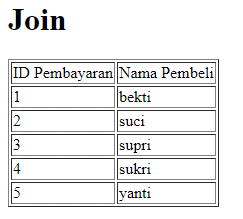 Join
ID Pembayaran Nama Pembeli
1 bekti
2 suci
3 supri
4 sukri
5 yanti